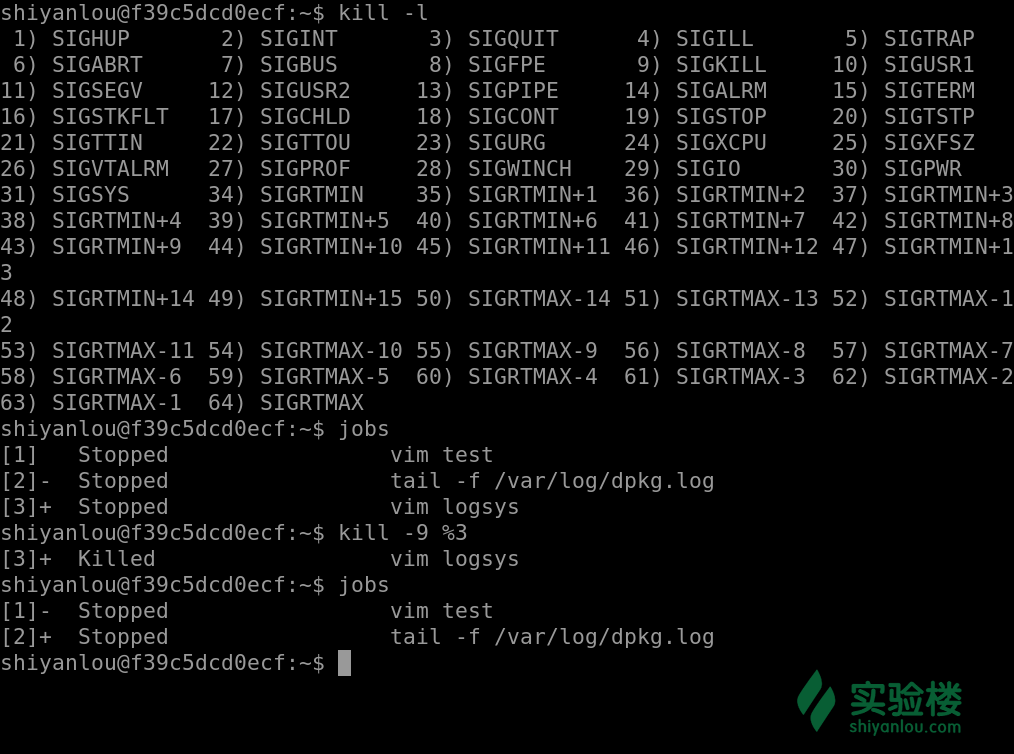 shiyanlou@f39c5dcd0ecf:~$ kill -l
 1) SIGHUP       2) SIGINT       3) SIGQUIT      4) SIGILL       5) SIGTRAP
 6) SIGABRT      7) SIGBUS       8) SIGFPE       9) SIGKILL     10) SIGUSR1
11) SIGSEGV     12) SIGUSR2     13) SIGPIPE     14) SIGALRM     15) SIGTERM
16) SIGSTKFLT   17) SIGCHLD     18) SIGCONT     19) SIGSTOP     20) SIGTSTP
21) SIGTTIN     22) SIGTTOU     23) SIGURG      24) SIGXCPU     25) SIGXFSZ
26) SIGVTALRM   27) SIGPROF     28) SIGWINCH    29) SIGIO       30) SIGPWR
31) SIGSYS      34) SIGRTMIN    35) SIGRTMIN+1  36) SIGRTMIN+2  37) SIGRTMIN+3
38) SIGRTMIN+4  39) SIGRTMIN+5  40) SIGRTMIN+6  41) SIGRTMIN+7  42) SIGRTMIN+8
43) SIGRTMIN+9  44) SIGRTMIN+10 45) SIGRTMIN+11 46) SIGRTMIN+12 47) SIGRTMIN+1
3
48) SIGRTMIN+14 49) SIGRTMIN+15 50) SIGRTMAX-14 51) SIGRTMAX-13 52) SIGRTMAX-1
2
53) SIGRTMAX-11 54) SIGRTMAX-10 55) SIGRTMAX-9  56) SIGRTMAX-8  57) SIGRTMAX-7
58) SIGRTMAX-6  59) SIGRTMAX-5  60) SIGRTMAX-4  61) SIGRTMAX-3  62) SIGRTMAX-2
63) SIGRTMAX-1  64) SIGRTMAX
shiyanlou@f39c5dcd0ecf:~$ jobs
[1]   Stopped                 vim test
[2]-  Stopped                 tail -f /var/log/dpkg.log
[3]+  Stopped                 vim logsys
shiyanlou@f39c5dcd0ecf:~$ kill -9 %3
[3]+  Killed                  vim logsys
shiyanlou@f39c5dcd0ecf:~$ jobs
[1]-  Stopped                 vim test
[2]+  Stopped                 tail -f /var/log/dpkg.log
shiyanlou@f39c5dcd0ecf:~$
实验楼
shiyanlou.com